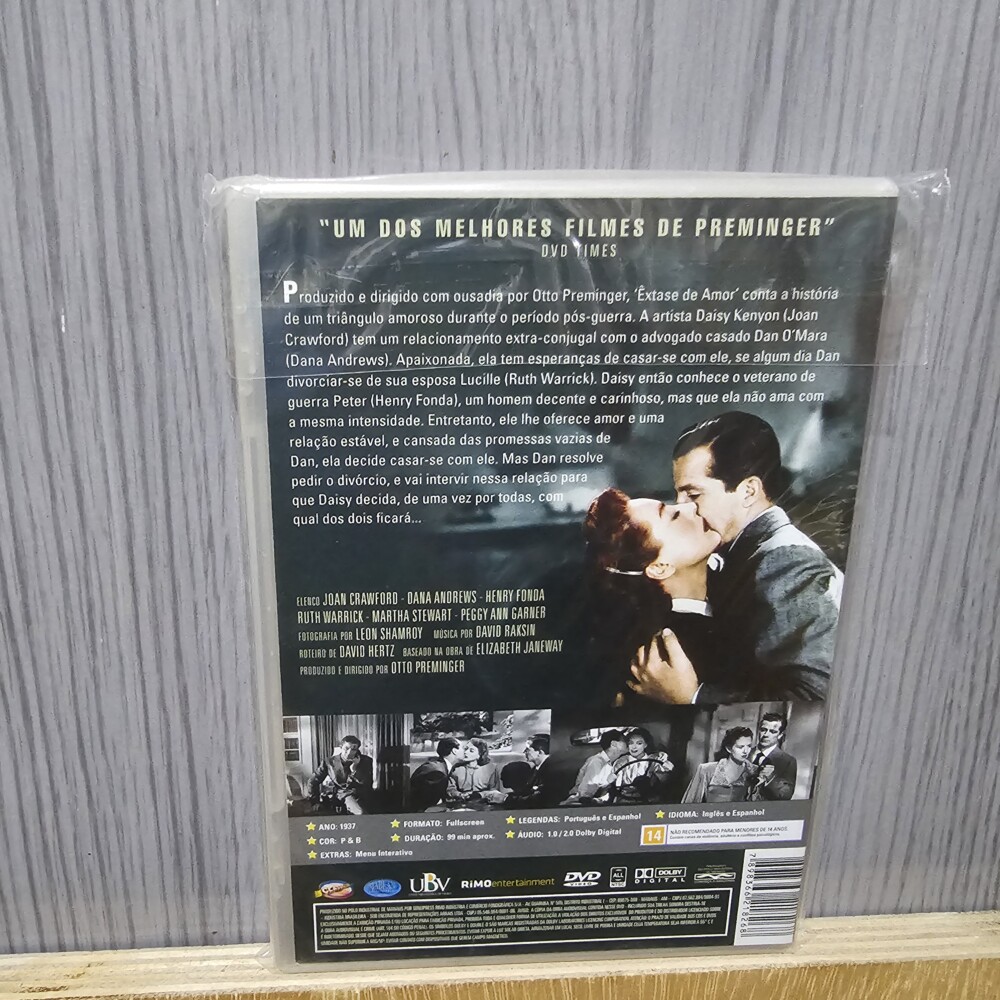 "UM DOS MELHORES FILMES DE PREMINGER"
DVD TIMES
Produzido e dirigido com ousadia por Otto Preminger, 'Êxtase de Amor' conta a história
de um triângulo amoroso durante o período pós-guerra. A artista Daisy Kenyon (Joan
Crawford) tem um relacionamento extra-conjugal com o advogado casado Dan O'Mara
(Dana Andrews). Apaixonada, ela tem esperanças de casar-se com ele, se algum dia Dan
divorciar-se de sua esposa Lucille (Ruth Warrick). Daisy então conhece o veterano de
guerra Peter (Henry Fonda), um homem decente e carinhoso, mas que ela não ama com
a mesma intensidade. Entretanto, ele lhe oferece amor e uma
relação estável, e cansada das promessas vazias de
Dan, ela decide casar-se com ele. Mas Dan resolve
pedir o divórcio, e vai intervir nessa relação para
que Daisy decida, de uma vez por todas, com
qual dos dois ficará...
ELENCO JOAN CRAWFORD - DANA ANDREWS - HENRY FONDA
RUTH WARRICK - MARTHA STEWART - PEGGY ANN GARNER
FOTOGRAFIA POR LEON SHAMROY MÚSICA POR DAVID RAKSIN
ROTEIRO DE DAVID HERTZ BASEADO NA OBRA DE ELIZABETH JANEWAY
PRODUZIDO E DIRIGIDO POR OTTO PREMINGER
ANO: 1937 FORMATO: Fullscreen LEGENDAS: Português e Espanhol IDIOMA: Inglês e Espanhol
COR: P & B DURAÇÃO: 99 min aprox. ÁUDIO: 1.0 / 2.0 Dolby Digital
EXTRAS: Menu Interativo
14 NÃO RECOMENDADO PARA MENORES DE 14 ANOS.
UBV RiMOentertainment DVD VIDEO ALL NTSC DOLBY DIGITAL
7898366218268